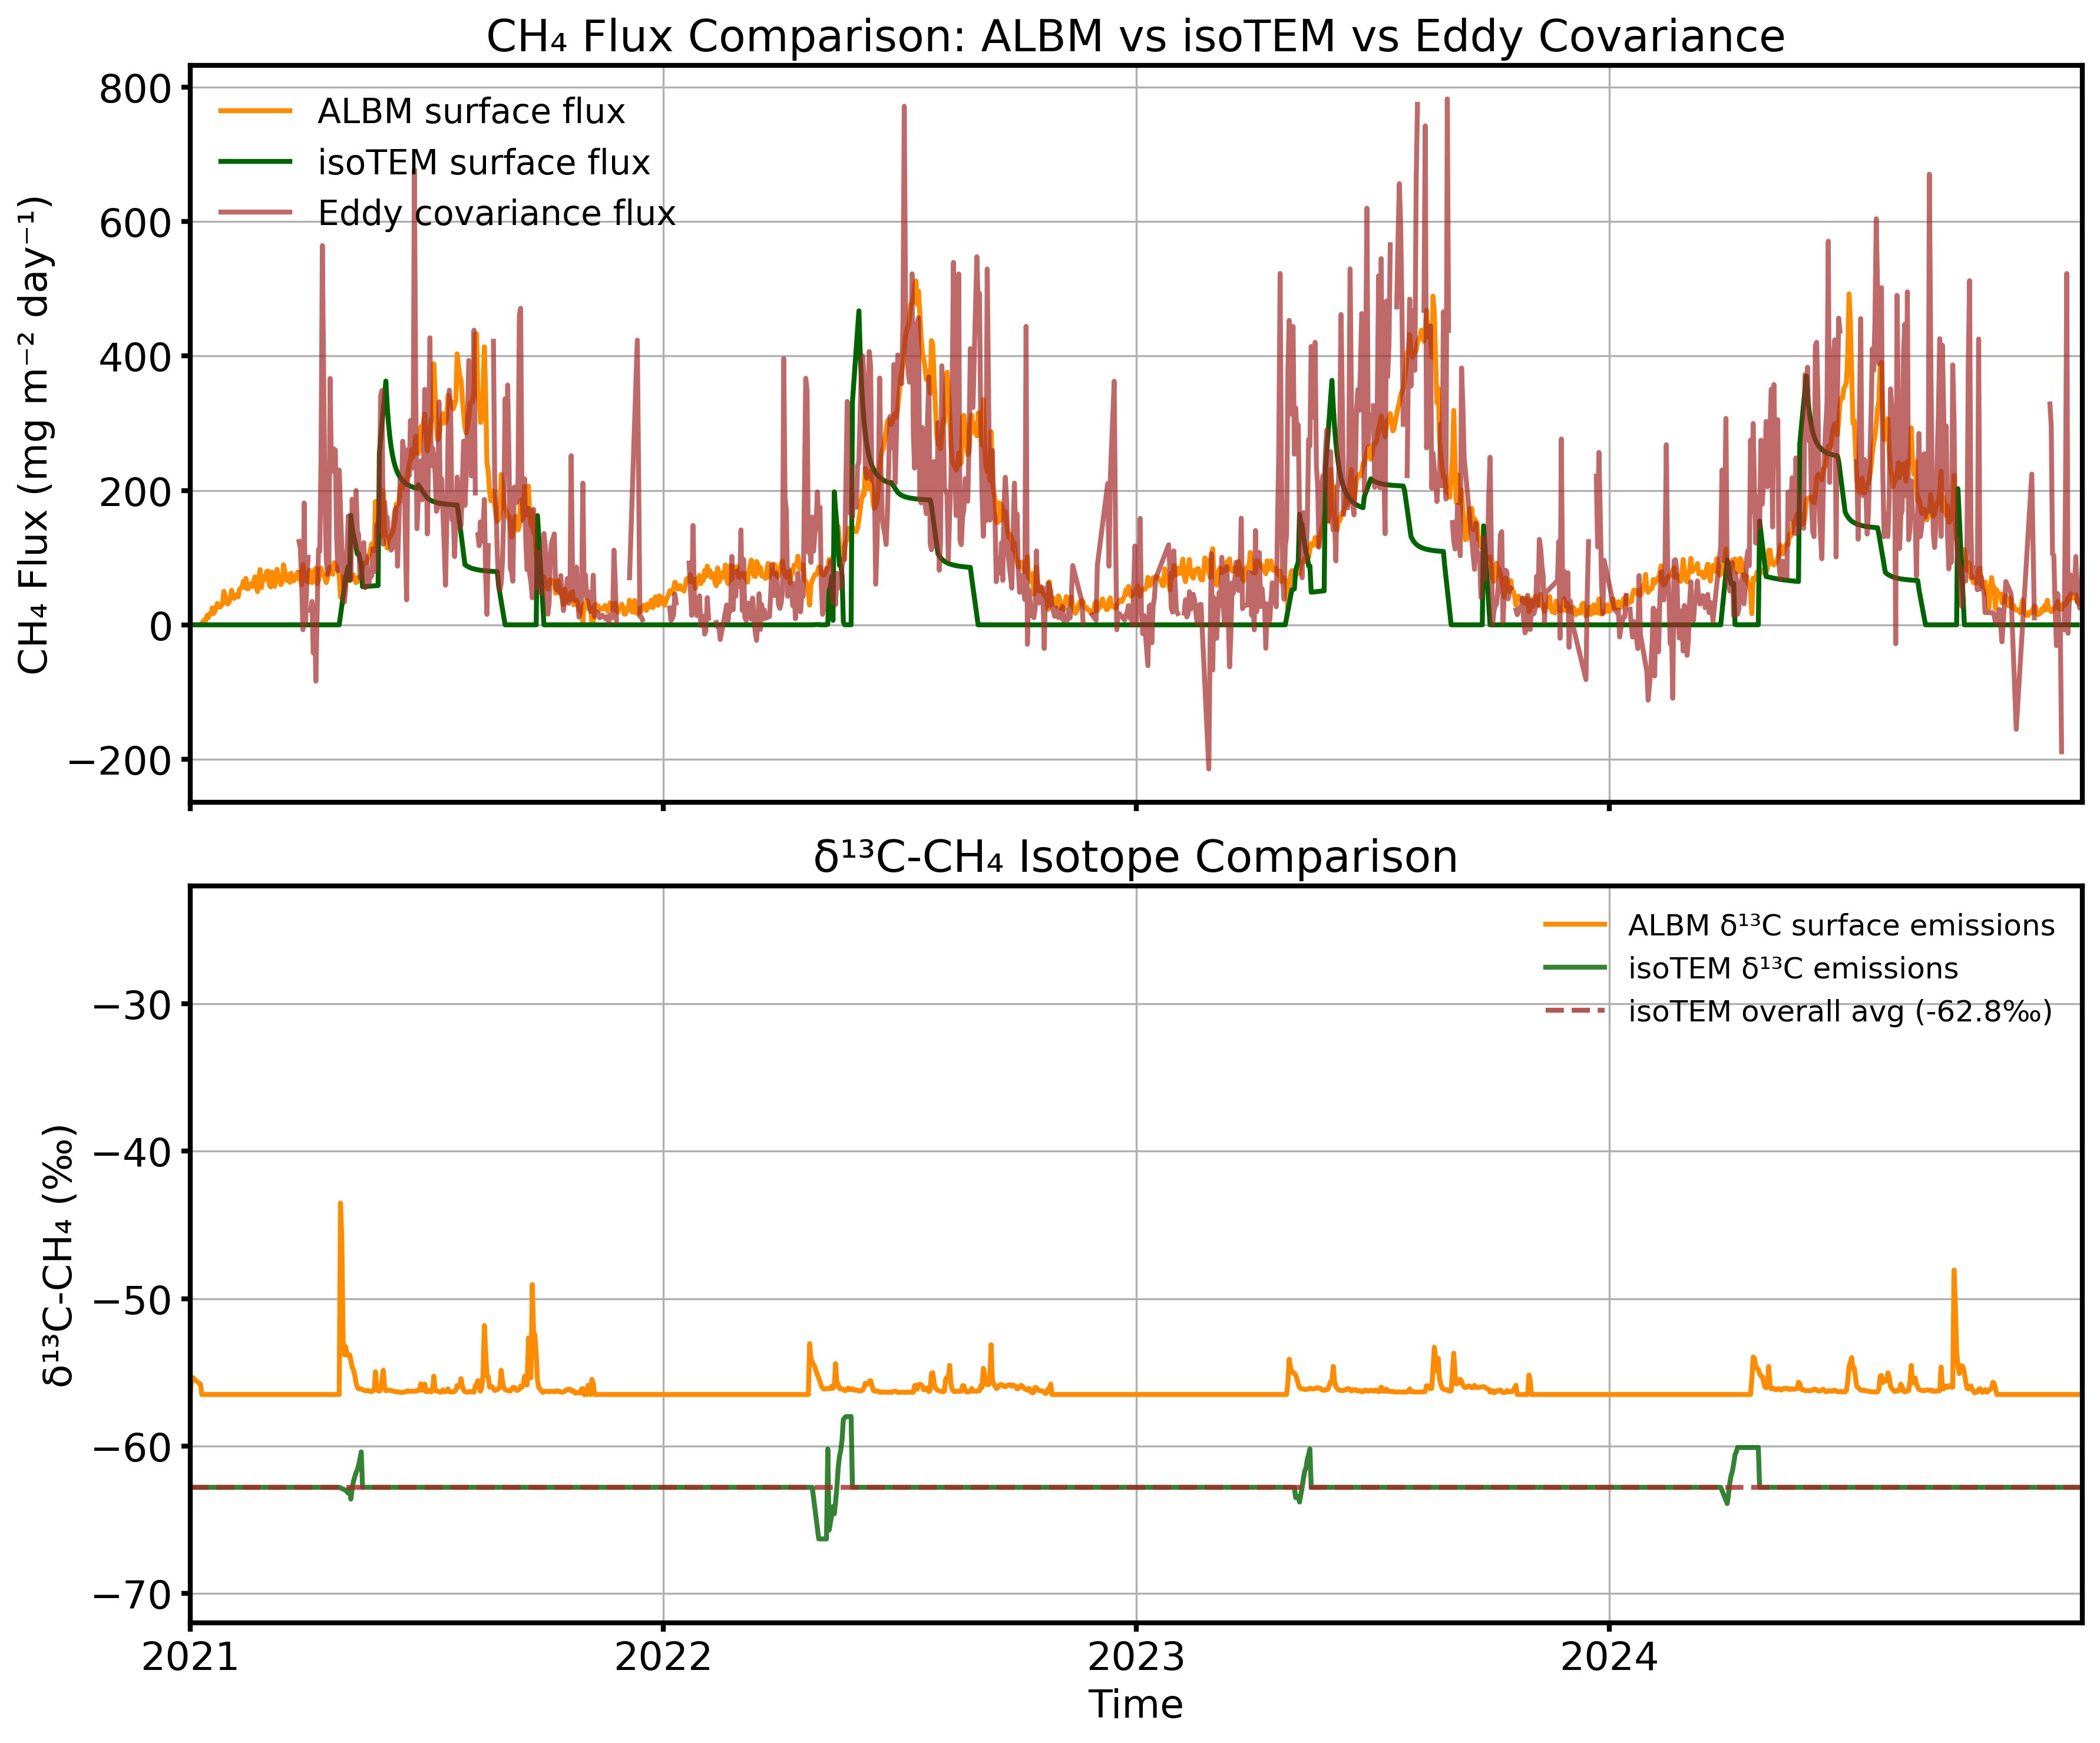 CH₄ Flux Comparison: ALBM vs isoTEM vs Eddy Covariance
CH₄ Flux (mg m⁻² day⁻¹)
800
600
400
200
0
−200
ALBM surface flux
isoTEM surface flux
Eddy covariance flux
δ¹³C-CH₄ Isotope Comparison
δ¹³C-CH₄ (‰)
−30
−40
−50
−60
−70
ALBM δ¹³C surface emissions
isoTEM δ¹³C emissions
isoTEM overall avg (-62.8‰)
2021
2022
2023
2024
Time